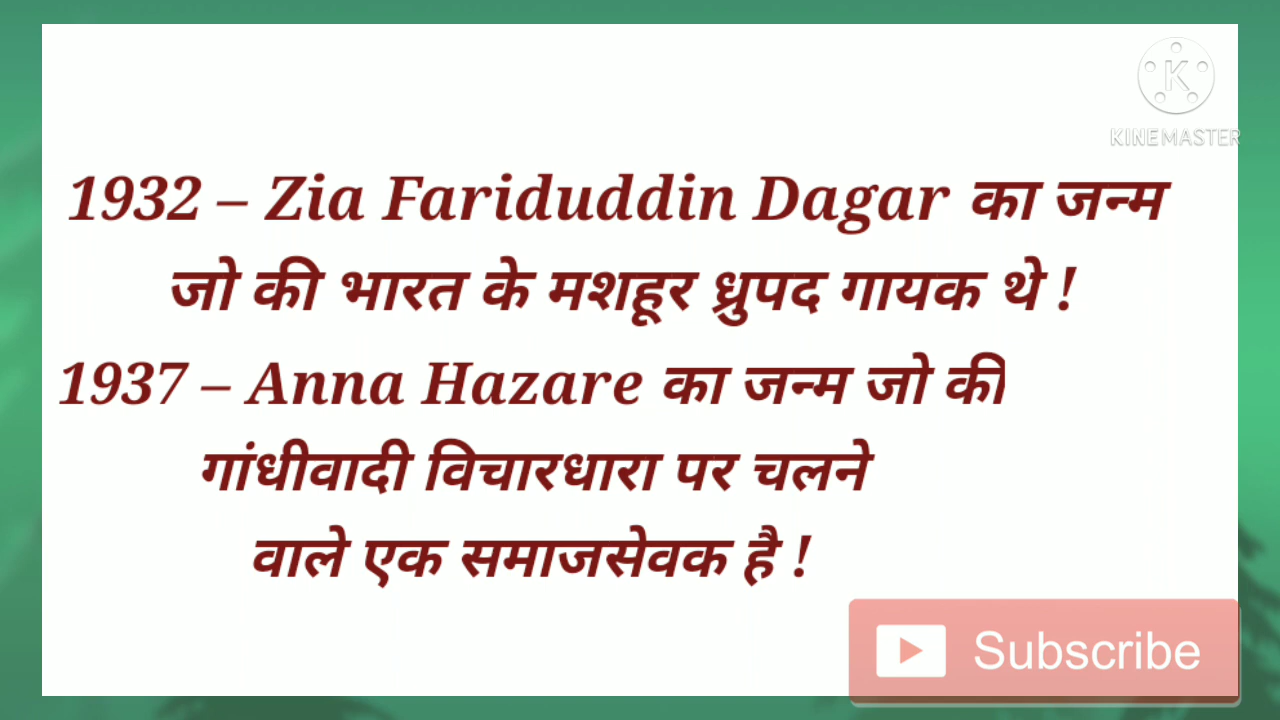 KINEMASTER
1932 – Zia Fariduddin Dagar का जन्म
जो की भारत के मशहूर ध्रुपद गायक थे !
1937 – Anna Hazare का जन्म जो की
गांधीवादी विचारधारा पर चलने
वाले एक समाजसेवक है !
Subscribe